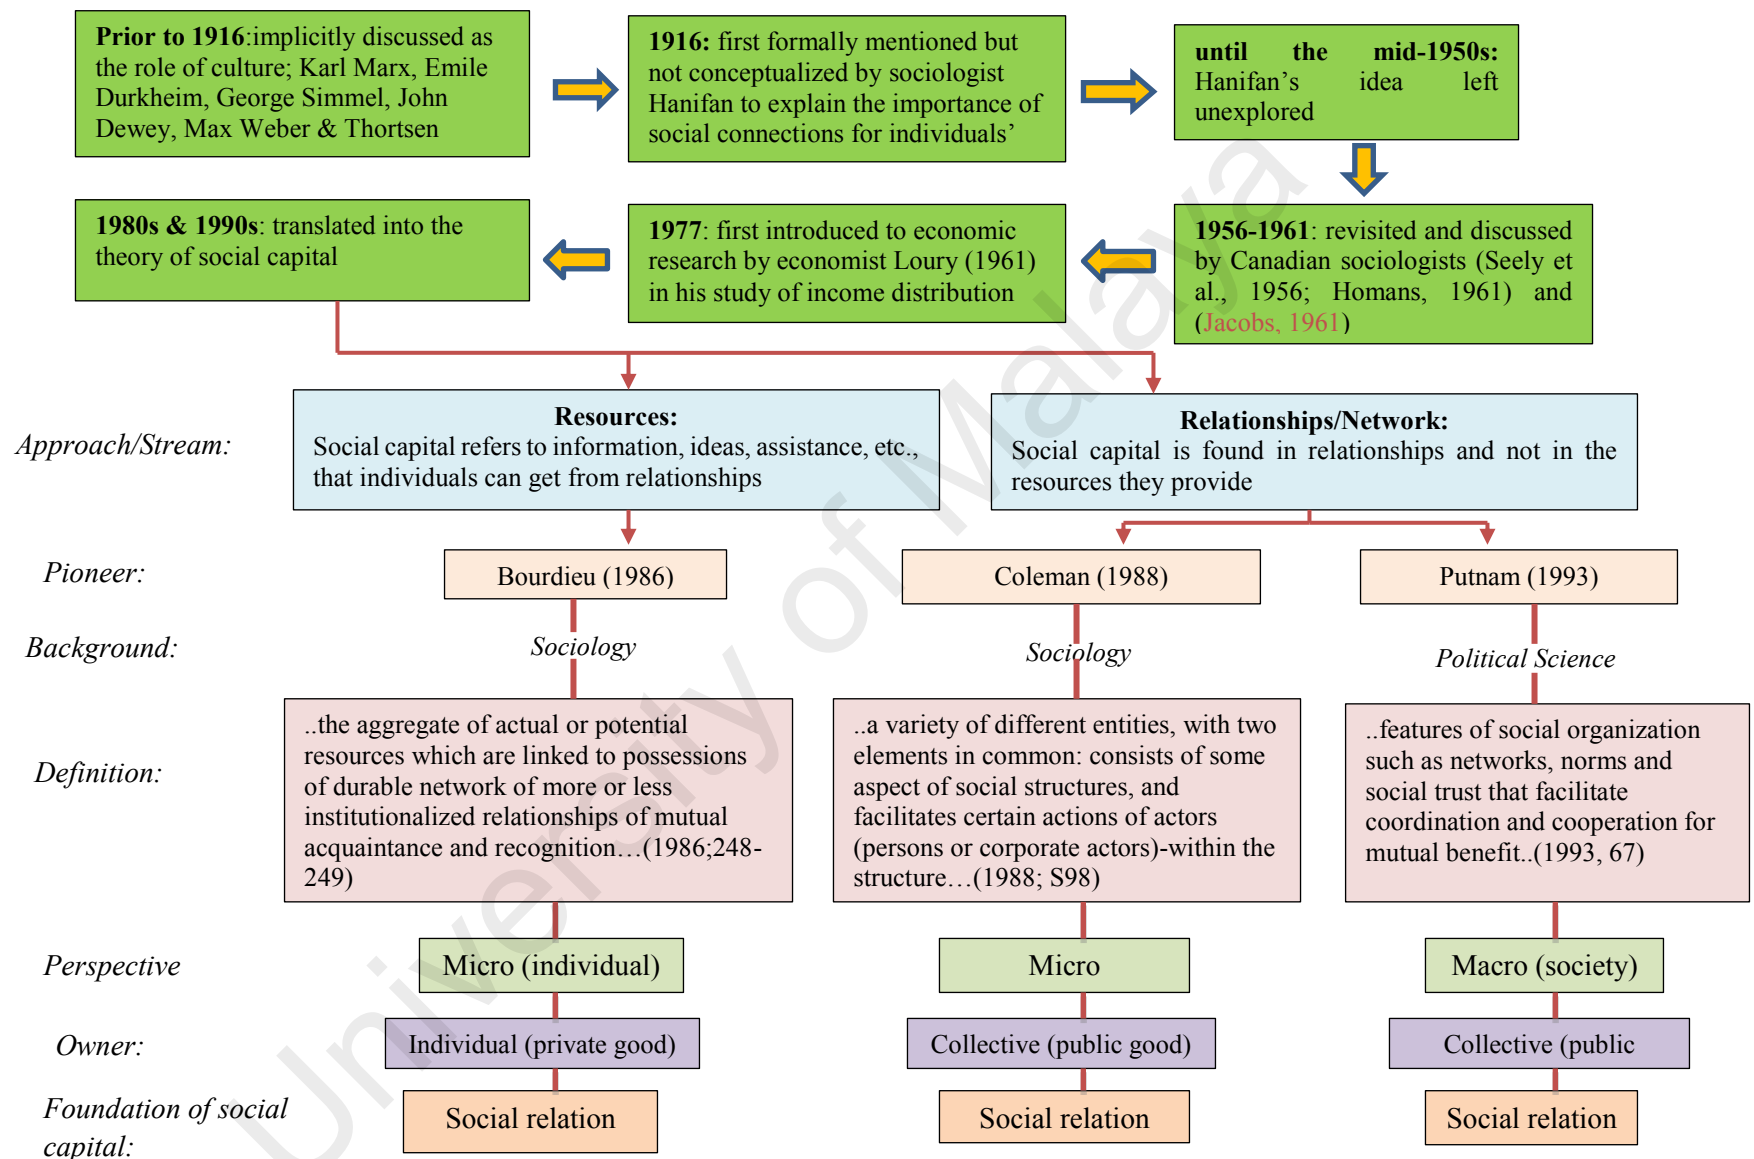 Prior to 1916:implicitly discussed as
the role of culture; Karl Marx, Emile
Durkheim, George Simmel, John
Dewey, Max Weber & Thortsen
1916: first formally mentioned but
not conceptualized by sociologist
Hanifan to explain the importance of
social connections for individuals’
until the mid-1950s:
Hanifan’s idea left
unexplored
1980s & 1990s: translated into the
theory of social capital
1977: first introduced to economic
research by economist Loury (1961)
in his study of income distribution
1956-1961: revisited and discussed
by Canadian sociologists (Seely et
al., 1956; Homans, 1961) and
(Jacobs, 1961)
Approach/Stream:
Resources:
Social capital refers to information, ideas, assistance, etc.,
that individuals can get from relationships
Relationships/Network:
Social capital is found in relationships and not in the
resources they provide
Pioneer:
Bourdieu (1986)
Coleman (1988)
Putnam (1993)
Background:
Sociology
Sociology
Political Science
Definition:
..the aggregate of actual or potential
resources which are linked to possessions
of durable network of more or less
institutionalized relationships of mutual
acquaintance and recognition…(1986;248-
249)
..a variety of different entities, with two
elements in common: consists of some
aspect of social structures, and
facilitates certain actions of actors
(persons or corporate actors)-within the
structure…(1988; S98)
..features of social organization
such as networks, norms and
social trust that facilitate
coordination and cooperation for
mutual benefit..(1993, 67)
Perspective
Micro (individual)
Micro
Macro (society)
Owner:
Individual (private good)
Collective (public good)
Collective (public
Foundation of social
capital:
Social relation
Social relation
Social relation
University of Malaya